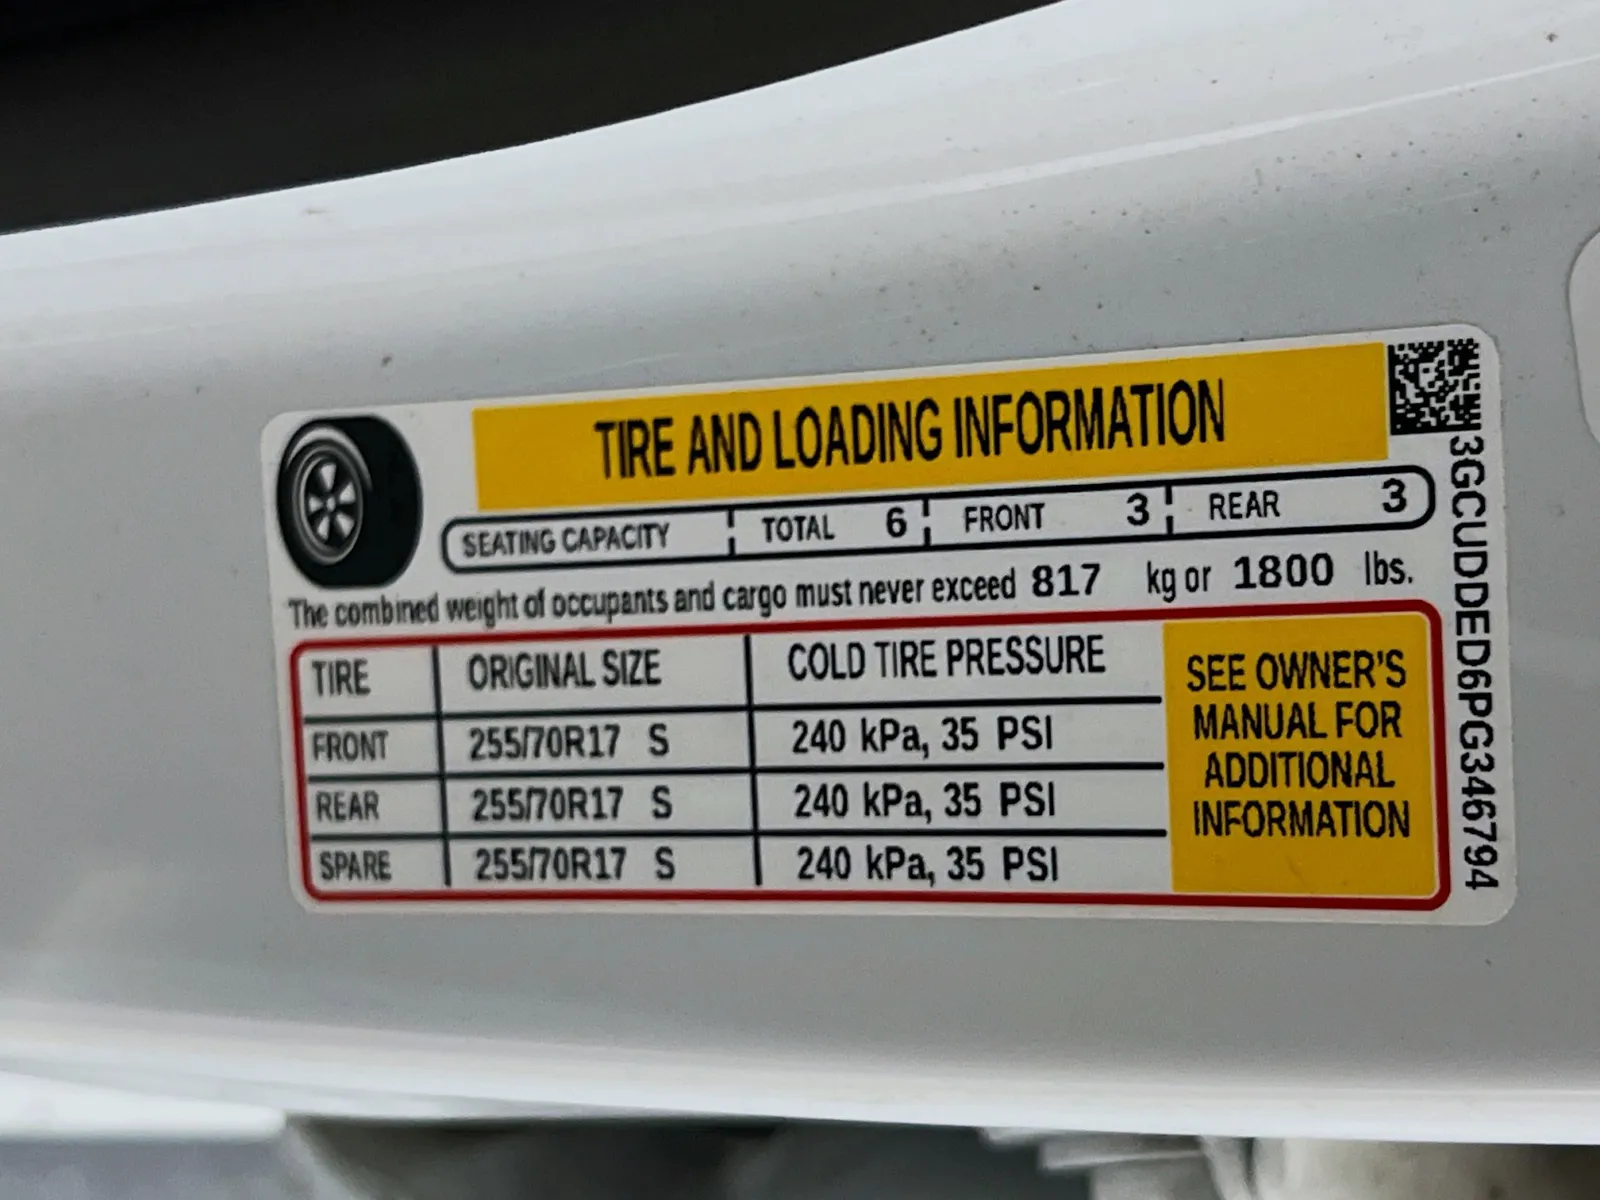 TIRE AND LOADING INFORMATION
SEATING CAPACITY TOTAL 6 FRONT 3 REAR 3
The combined weight of occupants and cargo must never exceed 817 kg or 1800 lbs.
TIRE ORIGINAL SIZE COLD TIRE PRESSURE
FRONT 255/70R17 S 240 kPa, 35 PSI
REAR 255/70R17 S 240 kPa, 35 PSI
SPARE 255/70R17 S 240 kPa, 35 PSI
SEE OWNER'S
MANUAL FOR
ADDITIONAL
INFORMATION
3GCUDDED6PG346794